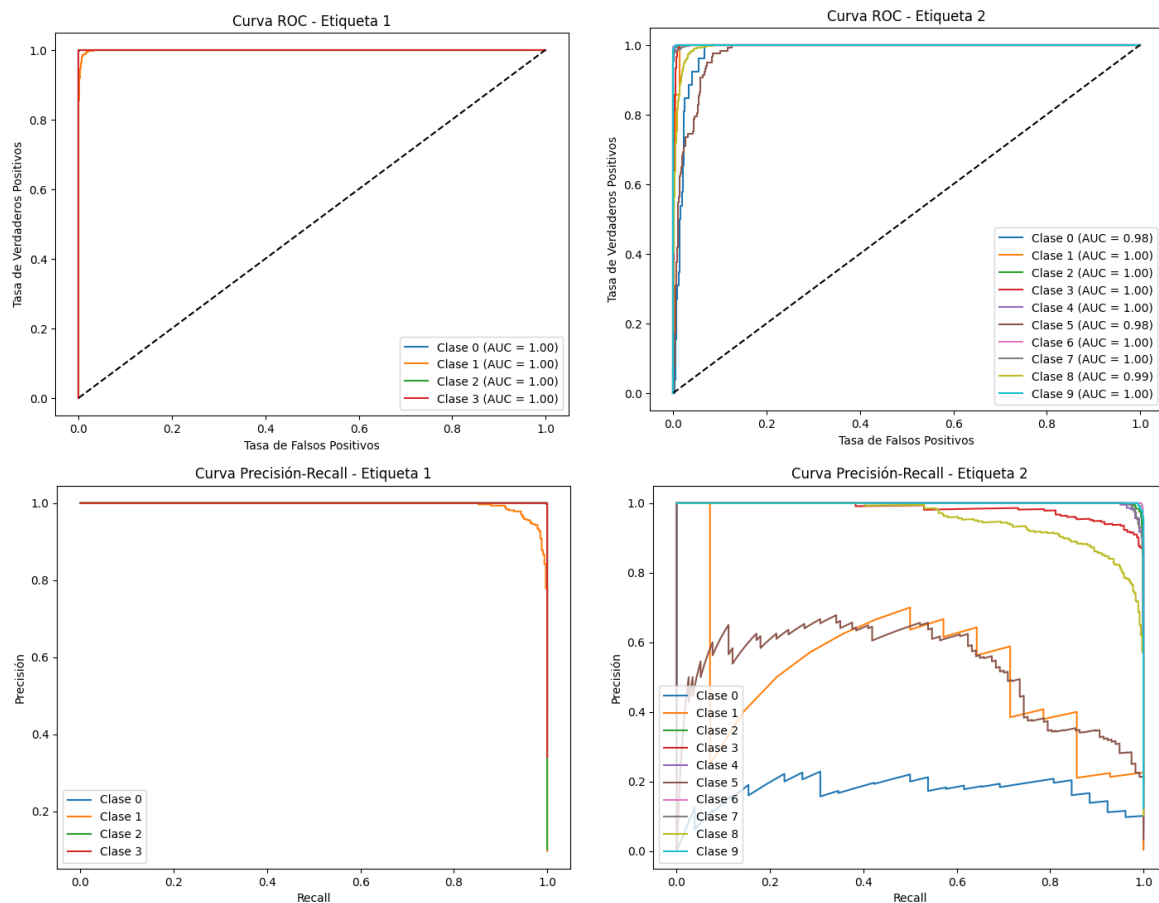 Curva ROC - Etiqueta 1
Tasa de Verdaderos Positivos
1.0
0.8
0.6
0.4
0.2
0.0
Clase 0 (AUC = 1.00)
Clase 1 (AUC = 1.00)
Clase 2 (AUC = 1.00)
Clase 3 (AUC = 1.00)
0.0 0.2 0.4 0.6 0.8 1.0
Tasa de Falsos Positivos
Curva ROC - Etiqueta 2
Tasa de Verdaderos Positivos
1.0
0.8
0.6
0.4
0.2
0.0
Clase 0 (AUC = 0.98)
Clase 1 (AUC = 1.00)
Clase 2 (AUC = 1.00)
Clase 3 (AUC = 1.00)
Clase 4 (AUC = 1.00)
Clase 5 (AUC = 0.98)
Clase 6 (AUC = 1.00)
Clase 7 (AUC = 1.00)
Clase 8 (AUC = 0.99)
Clase 9 (AUC = 1.00)
0.0 0.2 0.4 0.6 0.8 1.0
Tasa de Falsos Positivos
Curva Precisión-Recall - Etiqueta 1
Precisión
1.0
0.8
0.6
0.4
0.2
Clase 0
Clase 1
Clase 2
Clase 3
0.0 0.2 0.4 0.6 0.8 1.0
Recall
Curva Precisión-Recall - Etiqueta 2
Precisión
1.0
0.8
0.6
0.4
0.2
0.0
Clase 0
Clase 1
Clase 2
Clase 3
Clase 4
Clase 5
Clase 6
Clase 7
Clase 8
Clase 9
0.0 0.2 0.4 0.6 0.8 1.0
Recall